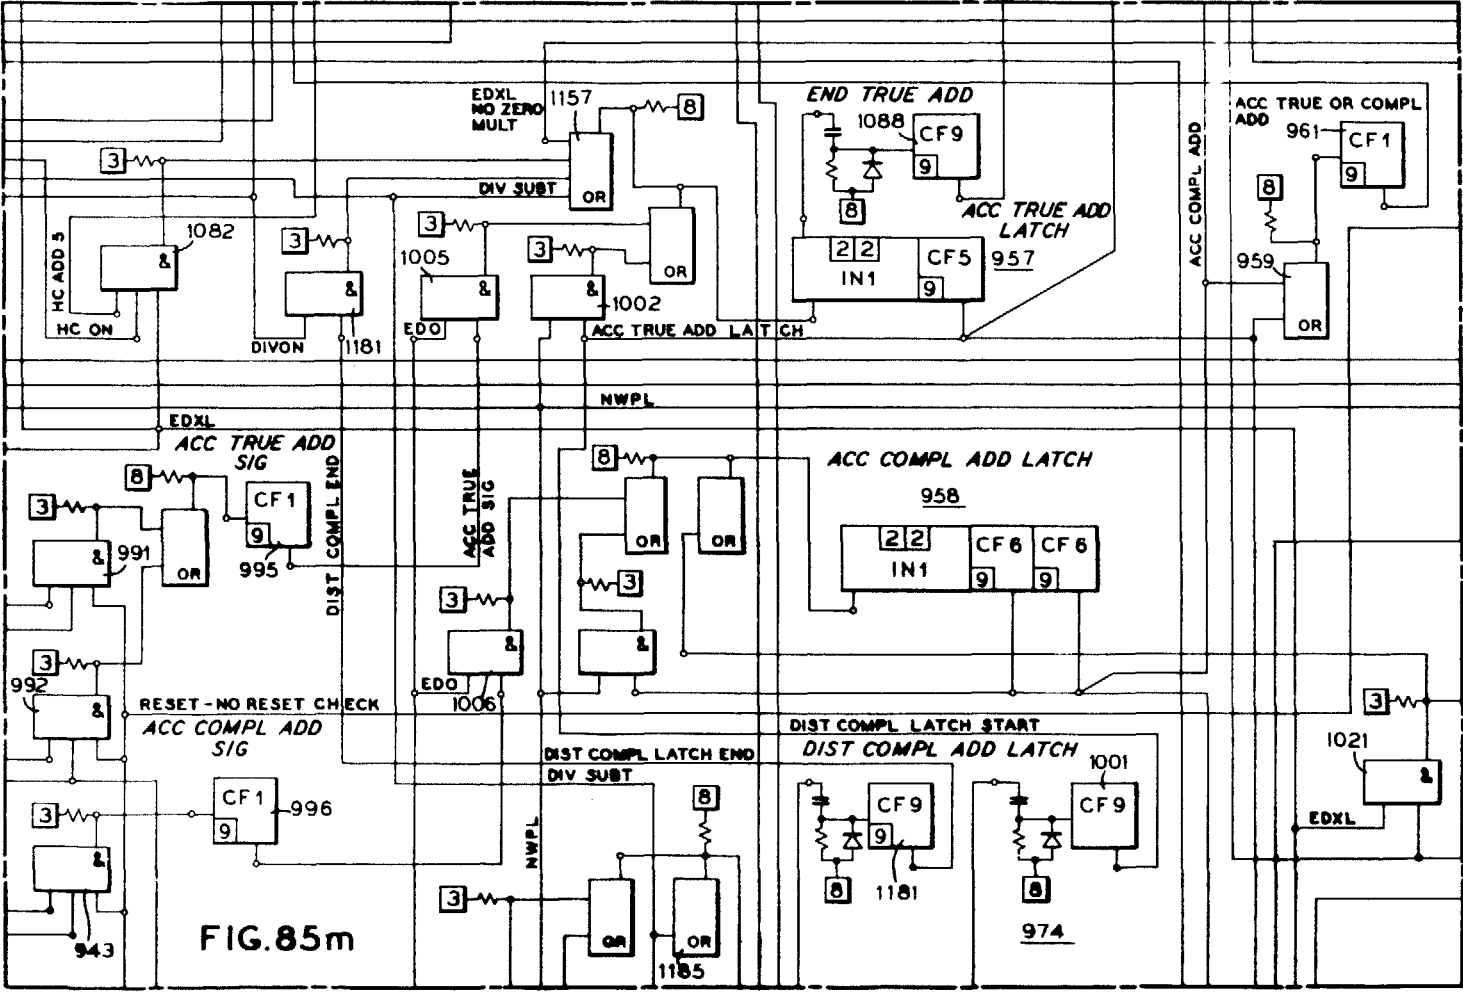 EDXL
NO ZERO
MULT
1157
8
END TRUE ADD
1088
CF9
9
8
ACC TRUE OR COMPL
ADD
961
CF1
9
3
OR
DIV SUBT
ACC COMPL ADD
8
HC ADD 5
1082
&
3
3
1005
&
3
OR
ACC TRUE ADD
LATCH
22
IN1
CF5
9
957
959
OR
HC ON
DIVON
&
1181
EDO
&
1002
ACC TRUE ADD LATCH
NWPL
EDXL
ACC TRUE ADD
SIG
8
3
CF1
9
995
&
991
OR
DIST COMPL END
ACC TRUE
ADD SIG
8
OR
OR
3
ACC COMPL ADD LATCH
958
22
IN1
CF6
9
CF6
9
3
&
EDO
1006
&
3
992
&
RESET-NO RESET CHECK
ACC COMPL ADD
SIG
3
CF1
9
996
&
943
FIG.85m
DIST COMPL LATCH START
DIST COMPL LATCH END
DIV SUBT
DIST COMPL ADD LATCH
NWPL
3
8
OR
OR
1185
CF9
9
8
1181
1001
CF9
8
974
3
1021
&
EDXL